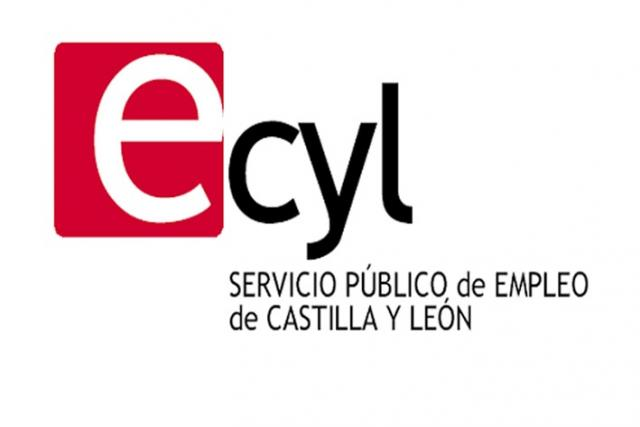 ecyl
SERVICIO PÚBLICO de EMPLEO
de CASTILLA Y LEÓN